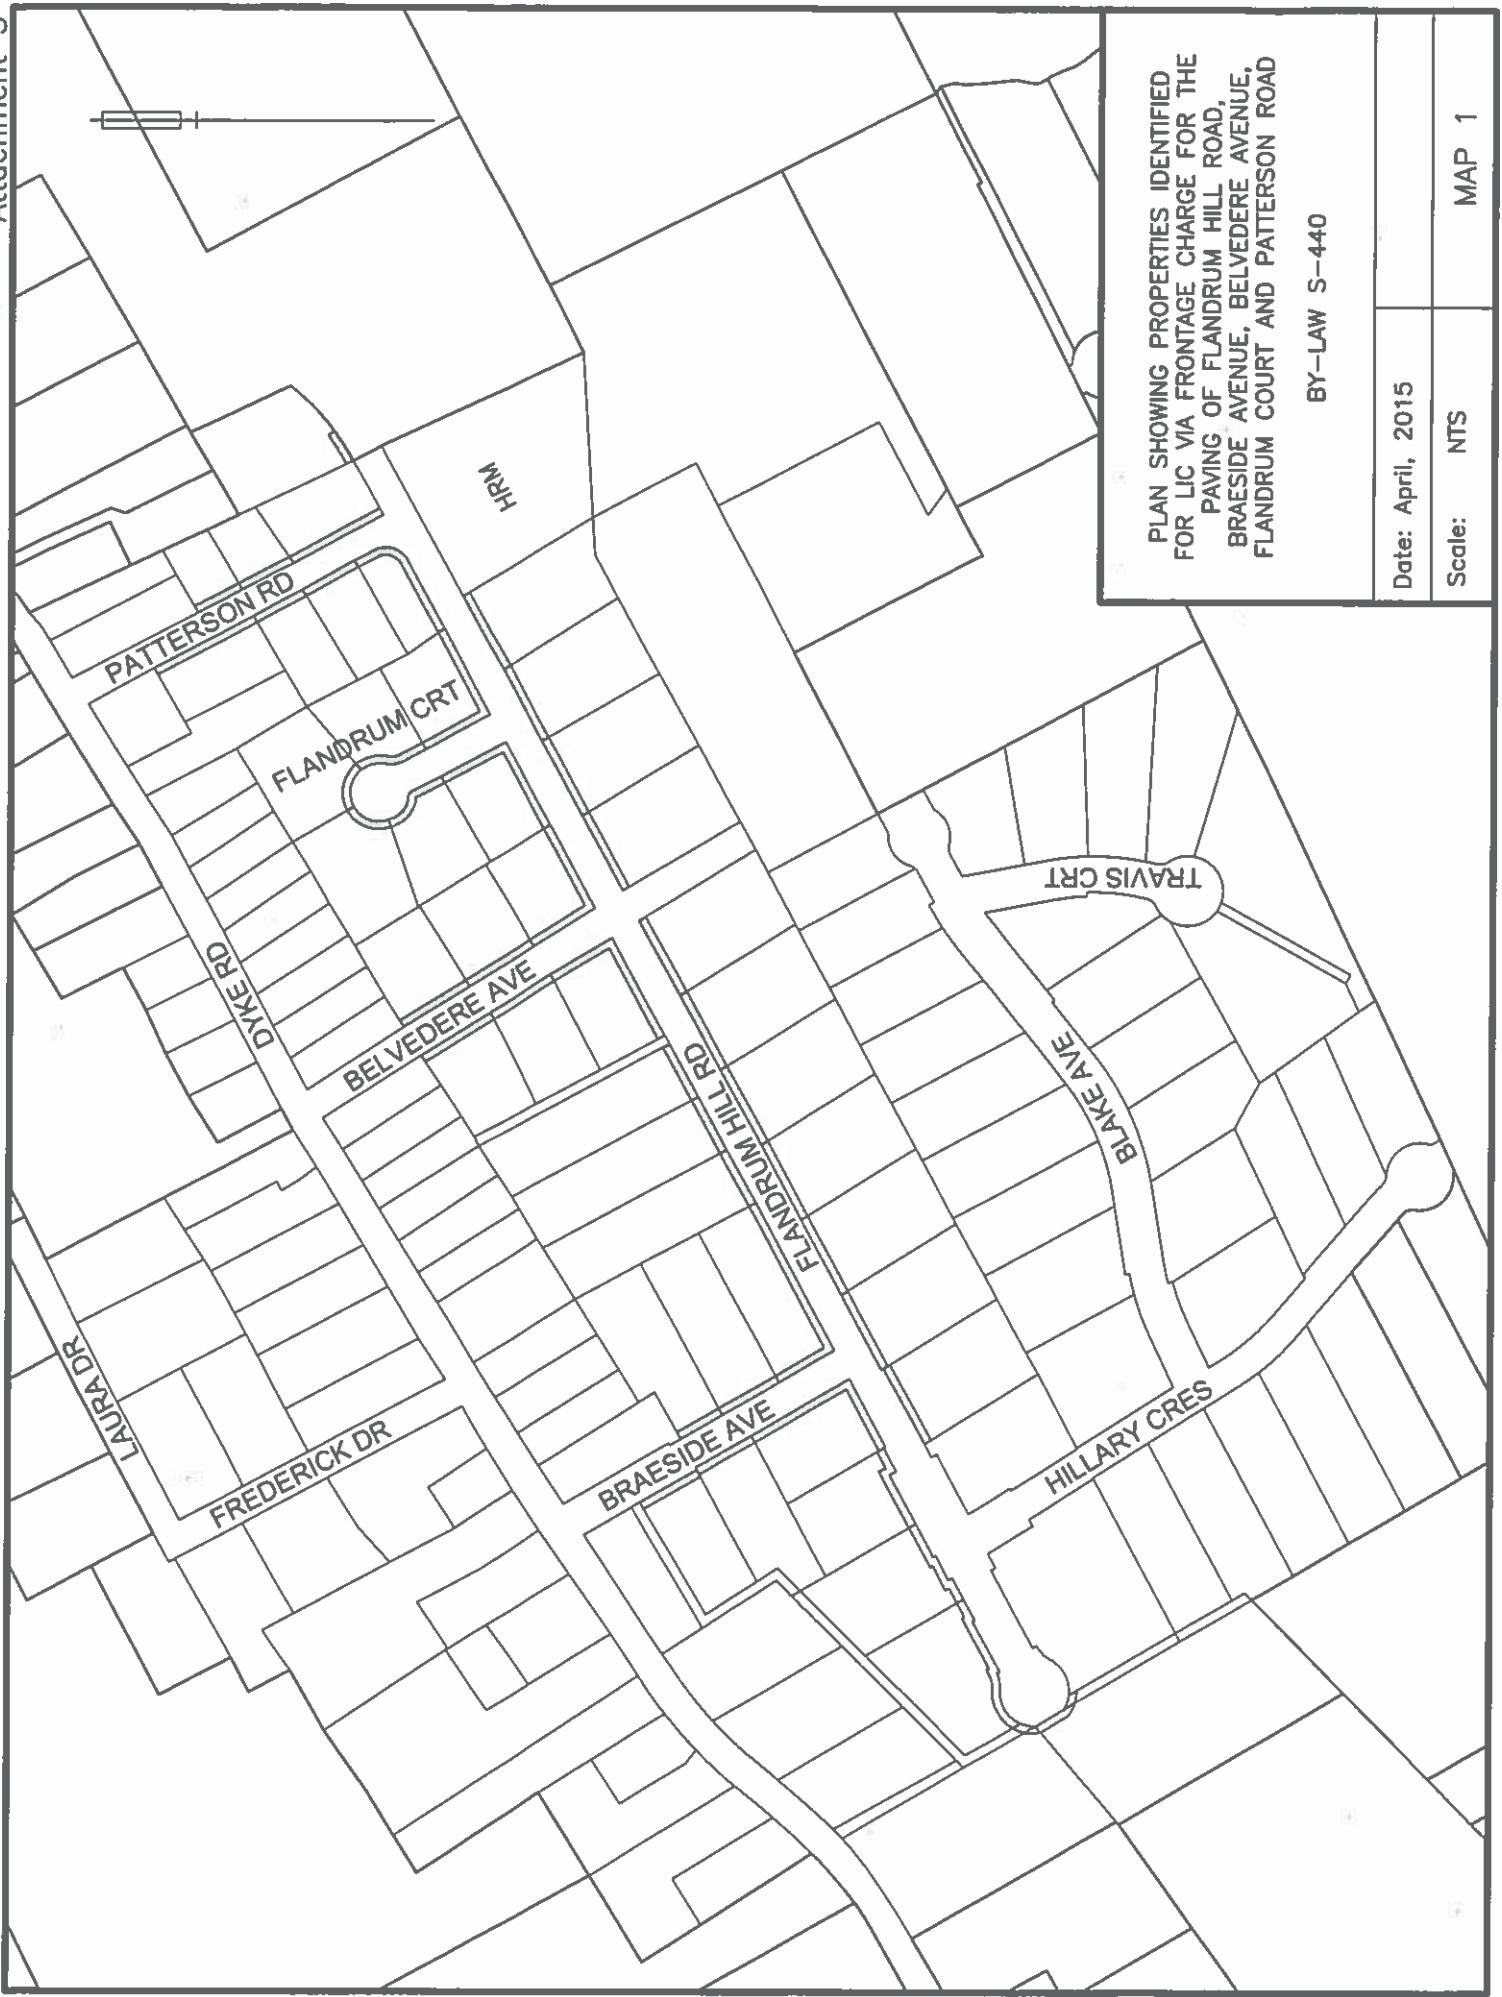 LAURA DR
FREDERICK DR
DYKE RD
PATTERSON RD
FLANDRUM CRT
HRM
BELVEDERE AVE
BRAESIDE AVE
FLANDRUM HILL RD
BLAKE AVE
TRAVIS CRT
HILLARY CRES
PLAN SHOWING PROPERTIES IDENTIFIED
FOR LIC VIA FRONTAGE CHARGE FOR THE
PAVING OF FLANDRUM HILL ROAD,
BRAESIDE AVENUE, BELVEDERE AVENUE,
FLANDRUM COURT AND PATTERSON ROAD
BY-LAW S-440
Date: April, 2015
Scale: NTS
MAP 1